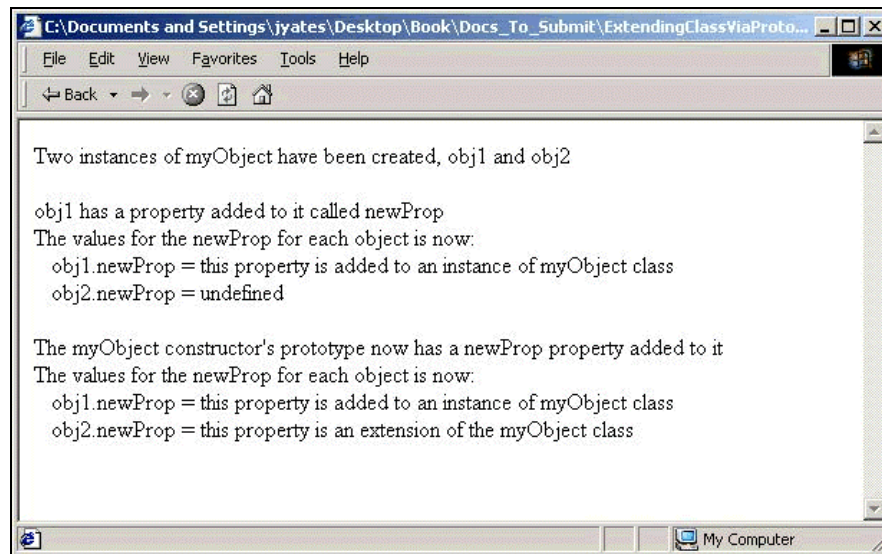 C:\Documents and Settings\jyates\Desktop\Book\Docs_To_Submit\ExtendingClassViaProto...
File Edit View Favorites Tools Help
Back
Two instances of myObject have been created, obj1 and obj2
obj1 has a property added to it called newProp
The values for the newProp for each object is now:
obj1.newProp = this property is added to an instance of myObject class
obj2.newProp = undefined
The myObject constructor's prototype now has a newProp property added to it
The values for the newProp for each object is now:
obj1.newProp = this property is added to an instance of myObject class
obj2.newProp = this property is an extension of the myObject class
My Computer